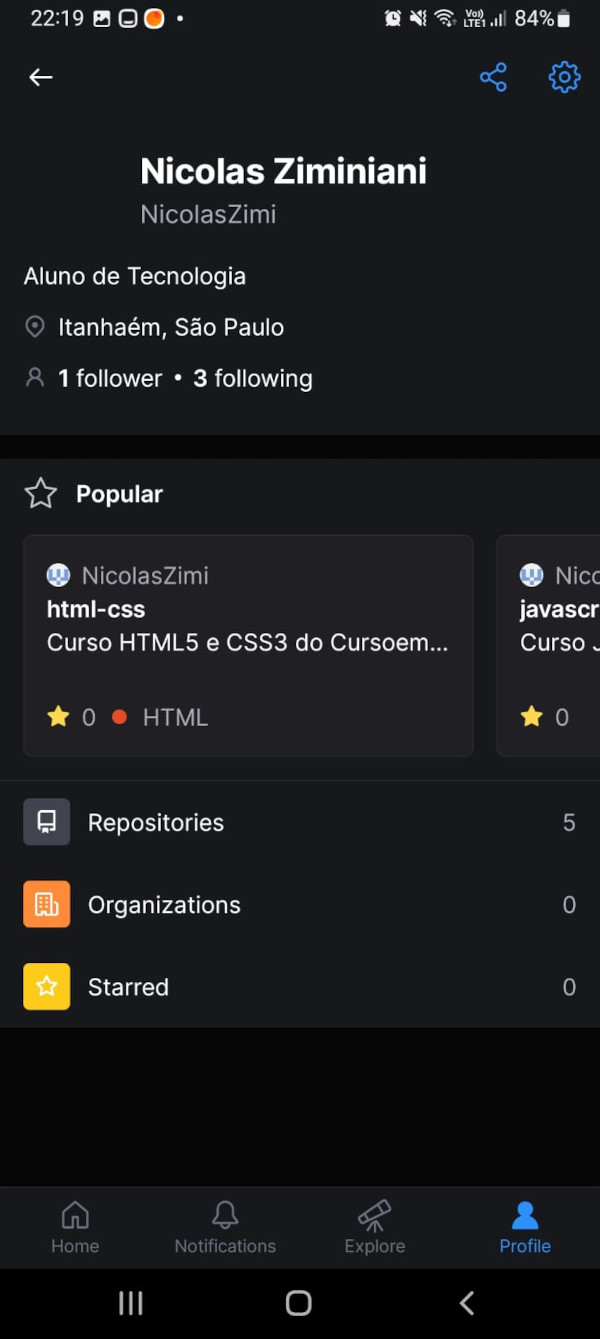 22:19 Vo)) LTE1 84%
Nicolas Ziminiani
NicolasZimi
Aluno de Tecnologia
Itanhaém, São Paulo
1 follower • 3 following
Popular
NicolasZimi
html-css
Curso HTML5 e CSS3 do Cursoem...
0 HTML
Nico
javascr
Curso J
0
Repositories 5
Organizations 0
Starred 0
Home Notifications Explore Profile